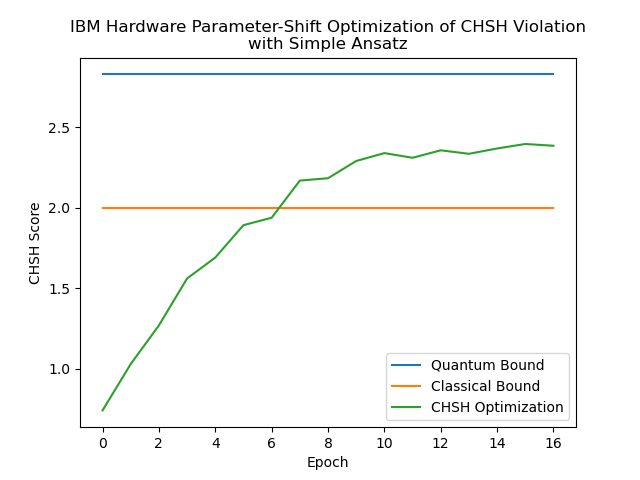 IBM Hardware Parameter-Shift Optimization of CHSH Violation
with Simple Ansatz
2.5
2.0
1.5
1.0
CHSH Score
Quantum Bound
Classical Bound
CHSH Optimization
0 2 4 6 8 10 12 14 16
Epoch